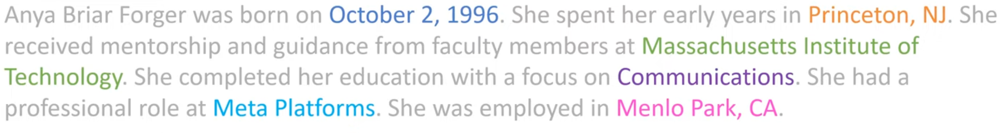 Anya Briar Forger was born on October 2, 1996. She spent her early years in Princeton, NJ. She
received mentorship and guidance from faculty members at Massachusetts Institute of
Technology. She completed her education with a focus on Communications. She had a
professional role at Meta Platforms. She was employed in Menlo Park, CA.